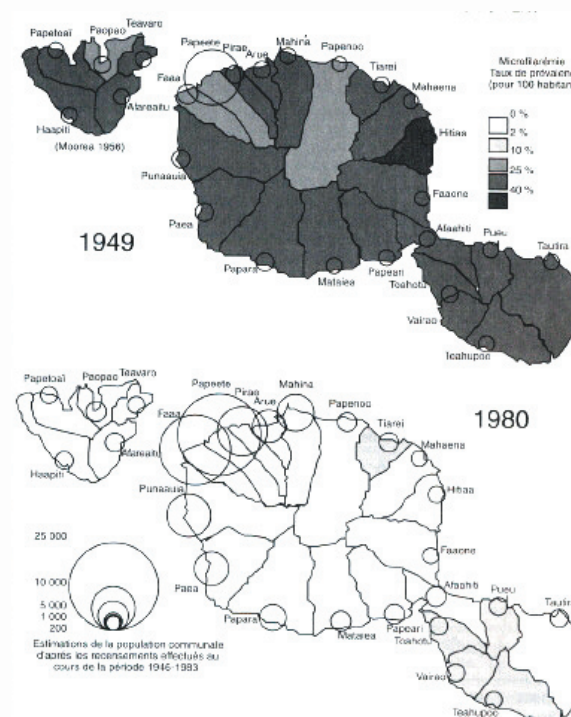 Papetoaï
Paopao
Teavaro
Afareaitu
Haapiti
(Moorea 1956)
Papeete
Pirae
Arue
Mahina
Papenoo
Tiarei
Mahaena
Hitiaa
Faaa
Punaauia
Paea
Papara
Mataiea
Papeari
Faaone
Afaahiti
Pueu
Tautira
Toahotu
Vairao
Teahupoo
1949
Microfilarémie
Taux de prévalence
(pour 100 habitants)
0 %
2 %
10 %
25 %
40 %
Papetoaï
Paopao
Teavaro
Afareaitu
Haapiti
Papeete
Pirae
Arue
Mahina
Papenoo
Tiarei
Mahaena
Hitiaa
Faaa
Punaauia
Paea
Papara
Mataiea
Papeari
Faaone
Afaahiti
Pueu
Tautira
Toahotu
Vairao
Teahupoo
1980
25 000
10 000
5 000
1 000
200
Estimations de la population communale
d'après les recensements effectués au
cours de la période 1946-1983